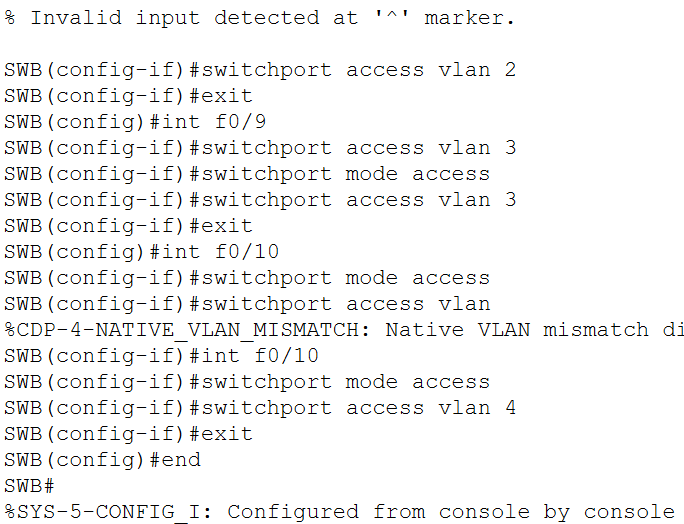 % Invalid input detected at '^' marker.
SWB(config-if)#switchport access vlan 2
SWB(config-if)#exit
SWB(config)#int f0/9
SWB(config-if)#switchport access vlan 3
SWB(config-if)#switchport mode access
SWB(config-if)#switchport access vlan 3
SWB(config-if)#exit
SWB(config)#int f0/10
SWB(config-if)#switchport mode access
SWB(config-if)#switchport access vlan
%CDP-4-NATIVE_VLAN_MISMATCH: Native VLAN mismatch di
SWB(config-if)#int f0/10
SWB(config-if)#switchport mode access
SWB(config-if)#switchport access vlan 4
SWB(config-if)#exit
SWB(config)#end
SWB#
%SYS-5-CONFIG_I: Configured from console by console